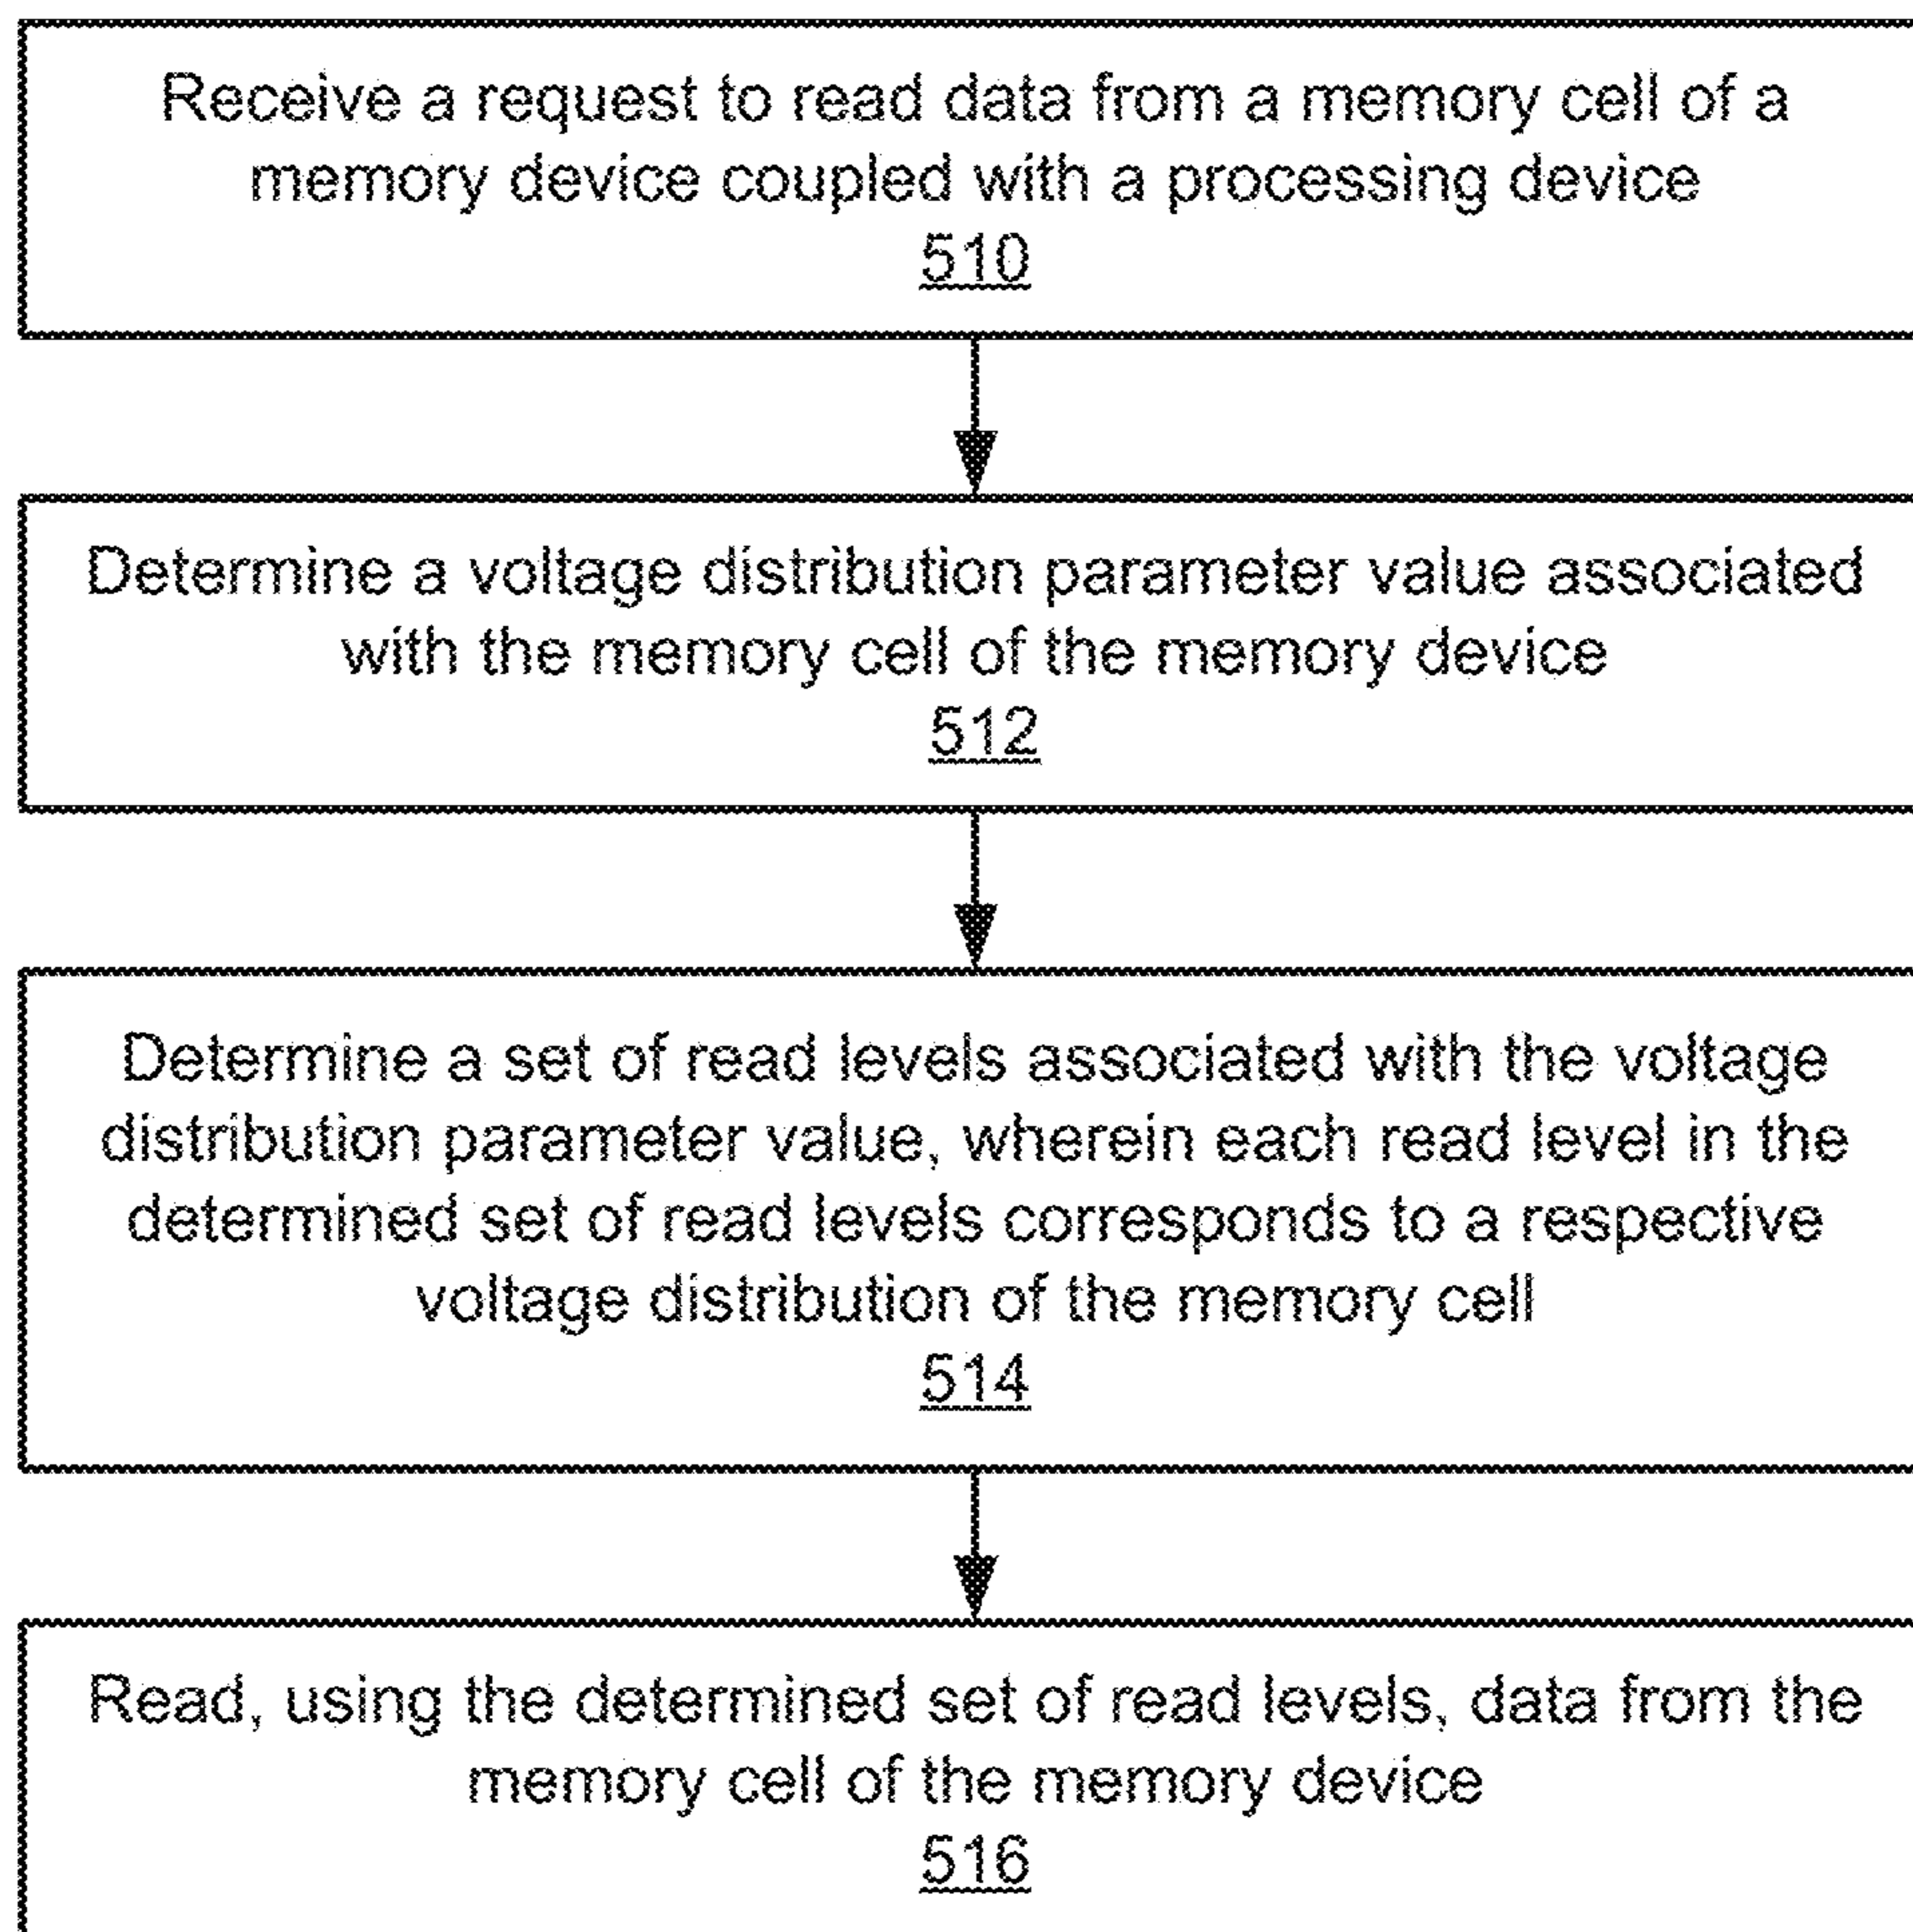 Receive a request to read data from a memory cell of a
memory device coupled with a processing device
510
Determine a voltage distribution parameter value associated
with the memory cell of the memory device
512
Determine a set of read levels associated with the voltage
distribution parameter value, wherein each read level in the
determined set of read levels corresponds to a respective
voltage distribution of the memory cell
514
Read, using the determined set of read levels, data from the
memory cell of the memory device
516